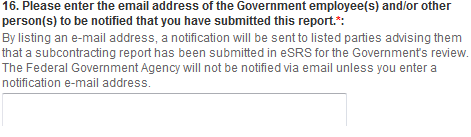 16. Please enter the email address of the Government employee(s) and/or other
person(s) to be notified that you have submitted this report.*:
By listing an e-mail address, a notification will be sent to listed parties advising them
that a subcontracting report has been submitted in eSRS for the Government's review.
The Federal Government Agency will not be notified via email unless you enter a
notification e-mail address.